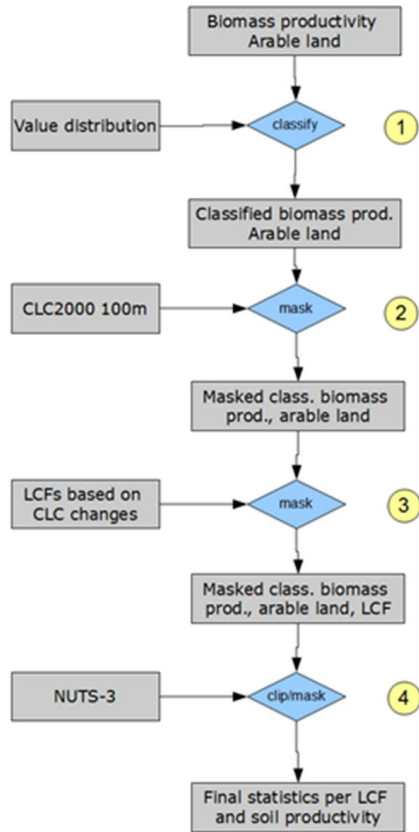 Biomass productivity
Arable land
Value distribution
classify
1
Classified biomass prod.
Arable land
CLC2000 100m
mask
2
Masked class. biomass
prod., arable land
LCFs based on
CLC changes
mask
3
Masked class. biomass
prod., arable land, LCF
NUTS-3
clip/mask
4
Final statistics per LCF
and soil productivity